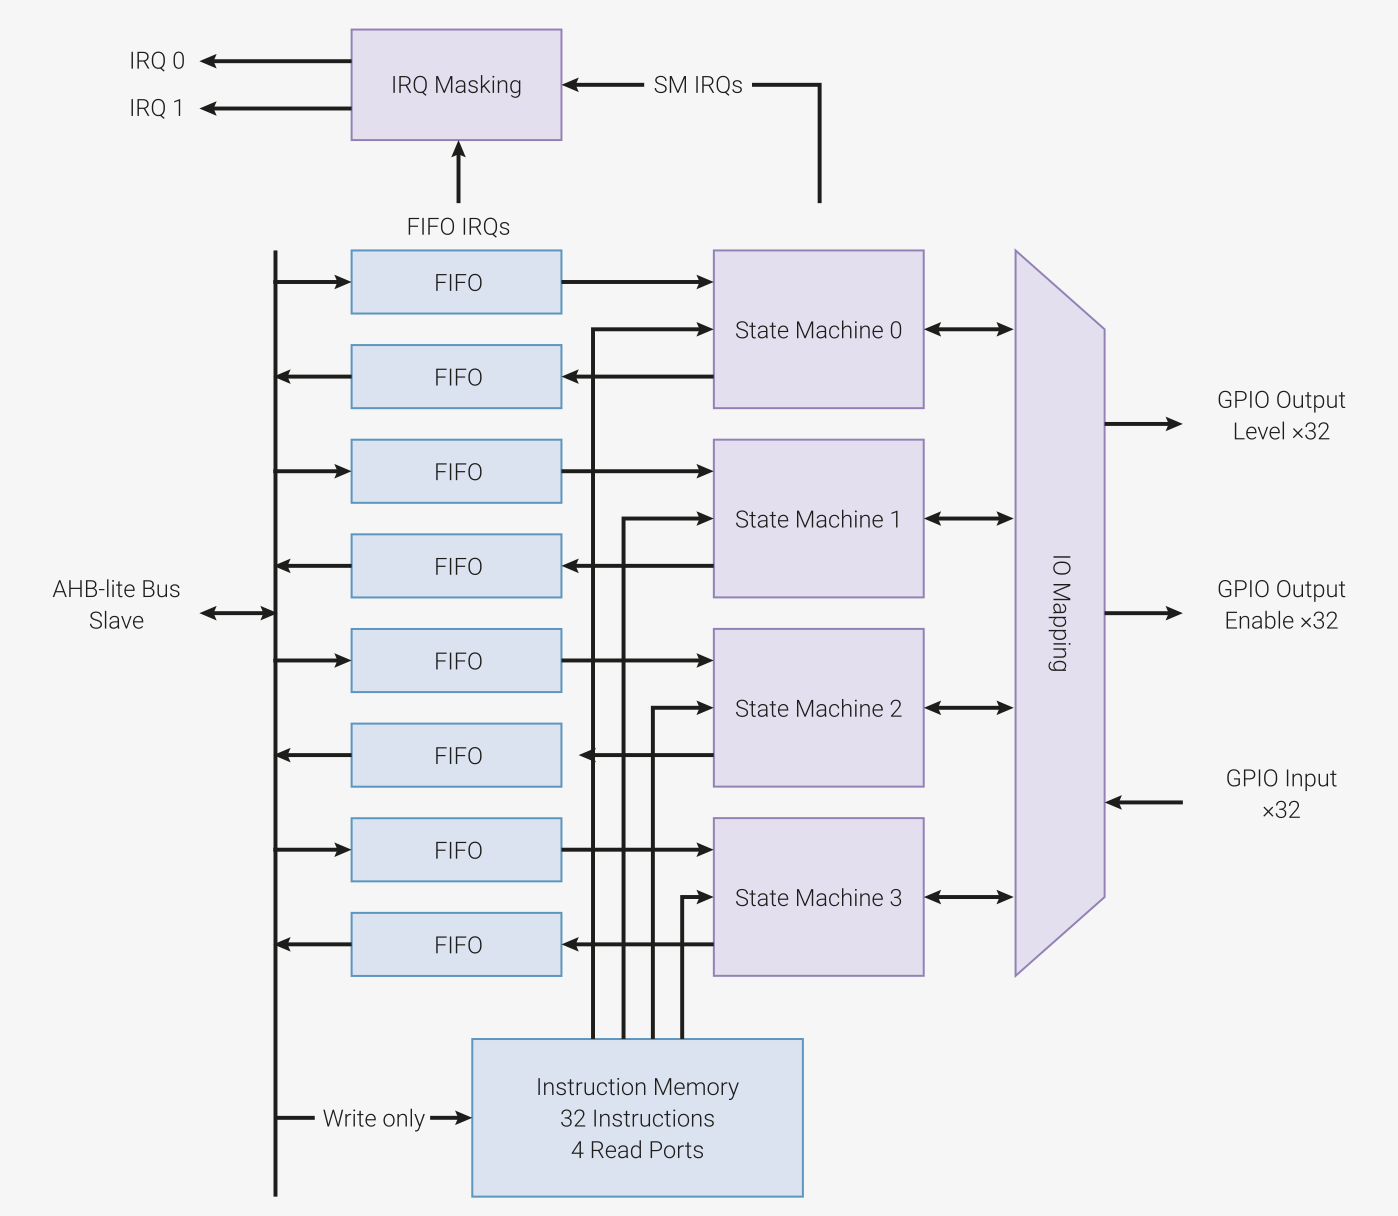 IRQ 0
IRQ 1
IRQ Masking
SM IRQs
FIFO IRQs
FIFO
FIFO
FIFO
FIFO
FIFO
FIFO
FIFO
FIFO
State Machine 0
State Machine 1
State Machine 2
State Machine 3
AHB-lite Bus
Slave
IO Mapping
GPIO Output
Level ×32
GPIO Output
Enable ×32
GPIO Input
×32
Write only
Instruction Memory
32 Instructions
4 Read Ports